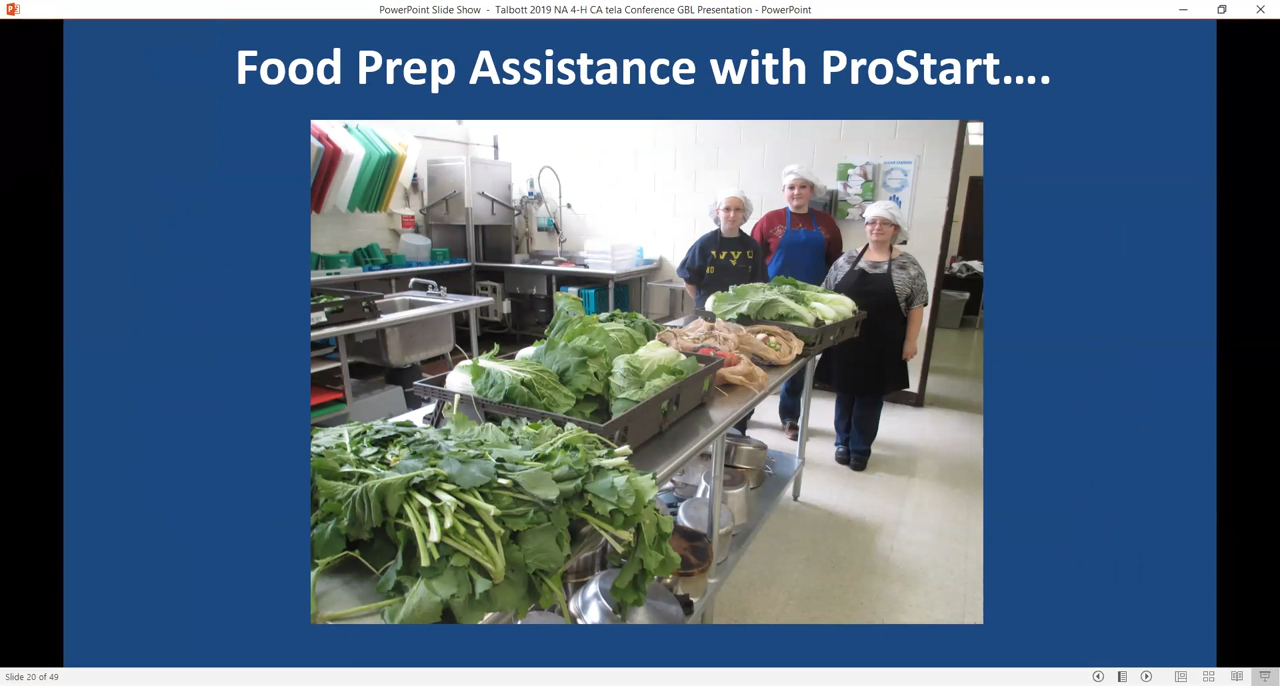 PowerPoint Slide Show - Talbott 2019 NA 4-H CA tela Conference GBL Presentation - PowerPoint
Food Prep Assistance with ProStart....
WVU
Slide 20 of 49